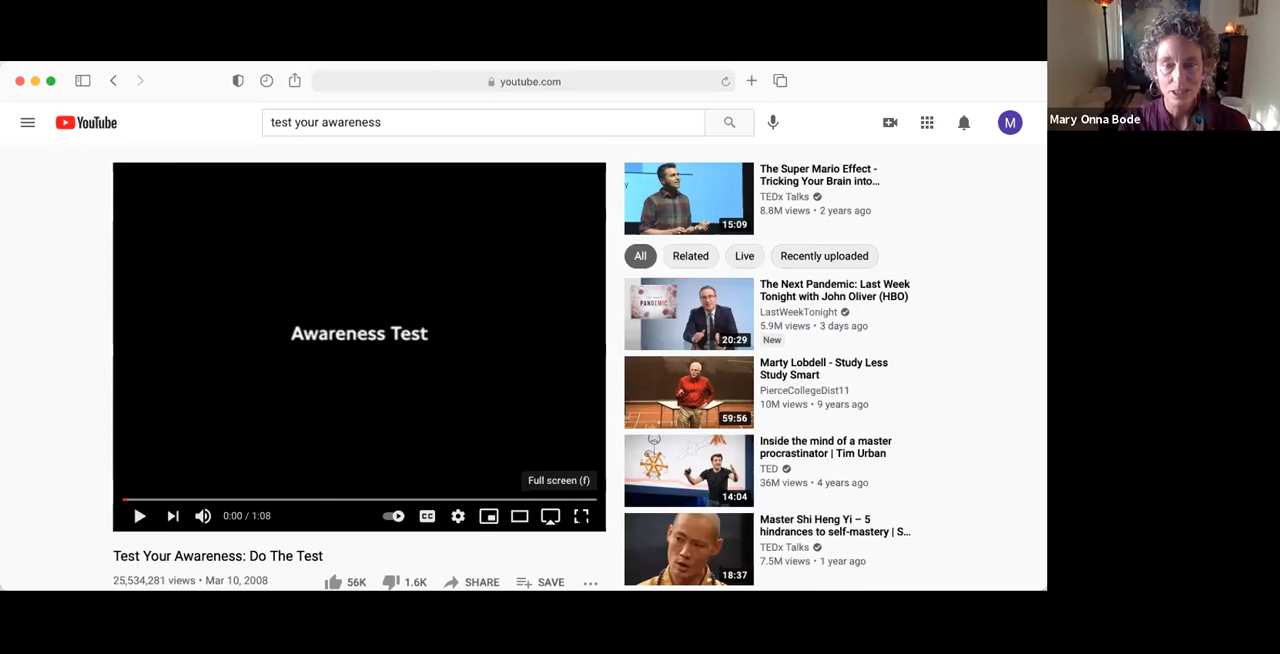 youtube.com
YouTube
test your awareness
M
Mary Onna Bode
Awareness Test
Full screen (f)
0:00 / 1:08
CC
Test Your Awareness: Do The Test
25,534,281 views • Mar 10, 2008
56K
1.6K
SHARE
SAVE
15:09
The Super Mario Effect -
Tricking Your Brain into...
TEDx Talks
8.8M views • 2 years ago
All
Related
Live
Recently uploaded
PANDEMIC
20:29
The Next Pandemic: Last Week
Tonight with John Oliver (HBO)
LastWeekTonight
5.9M views • 3 days ago
New
59:56
Marty Lobdell - Study Less
Study Smart
PierceCollegeDist11
10M views • 9 years ago
14:04
Inside the mind of a master
procrastinator | Tim Urban
TED
36M views • 4 years ago
18:37
Master Shi Heng Yi – 5
hindrances to self-mastery | S...
TEDx Talks
7.5M views • 1 year ago